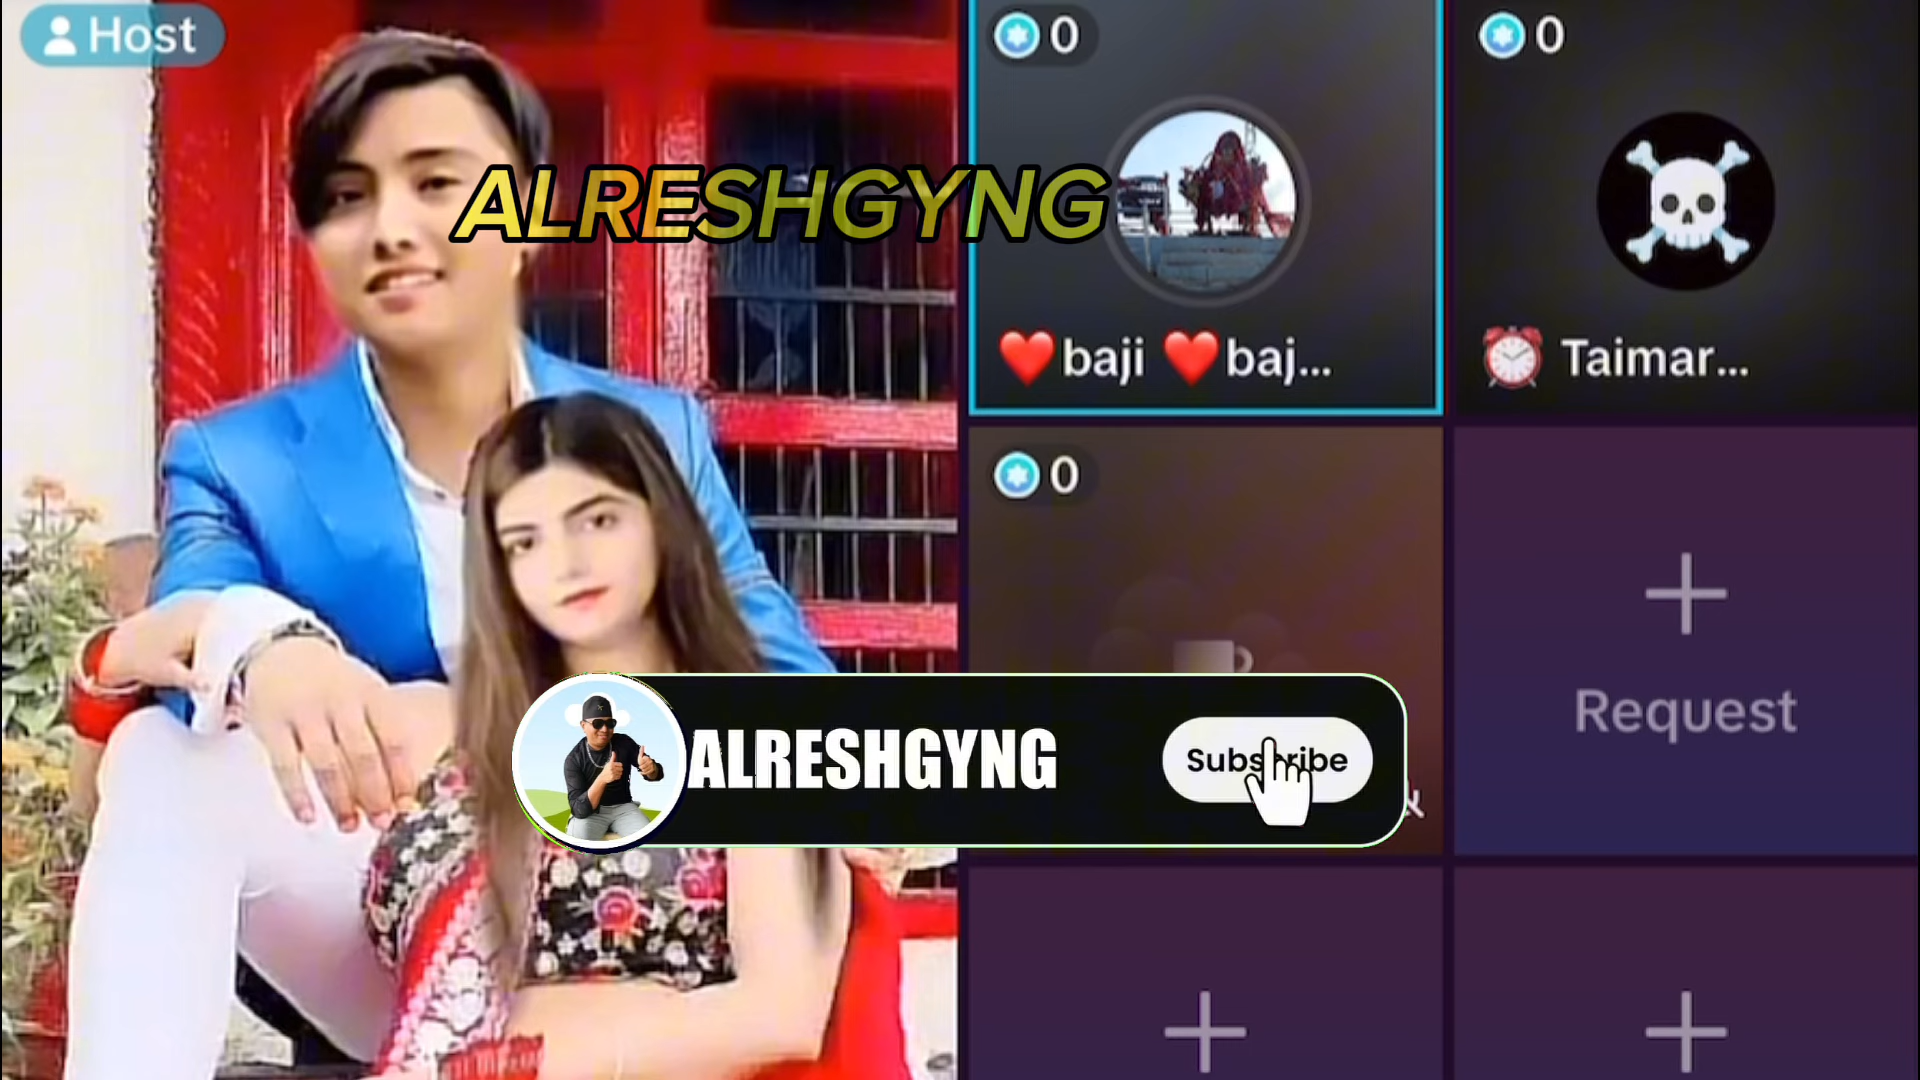 Host
0
0
ALRESHGYNG
baji baj...
Taimar...
0
Request
ALRESHGYNG
Subscribe